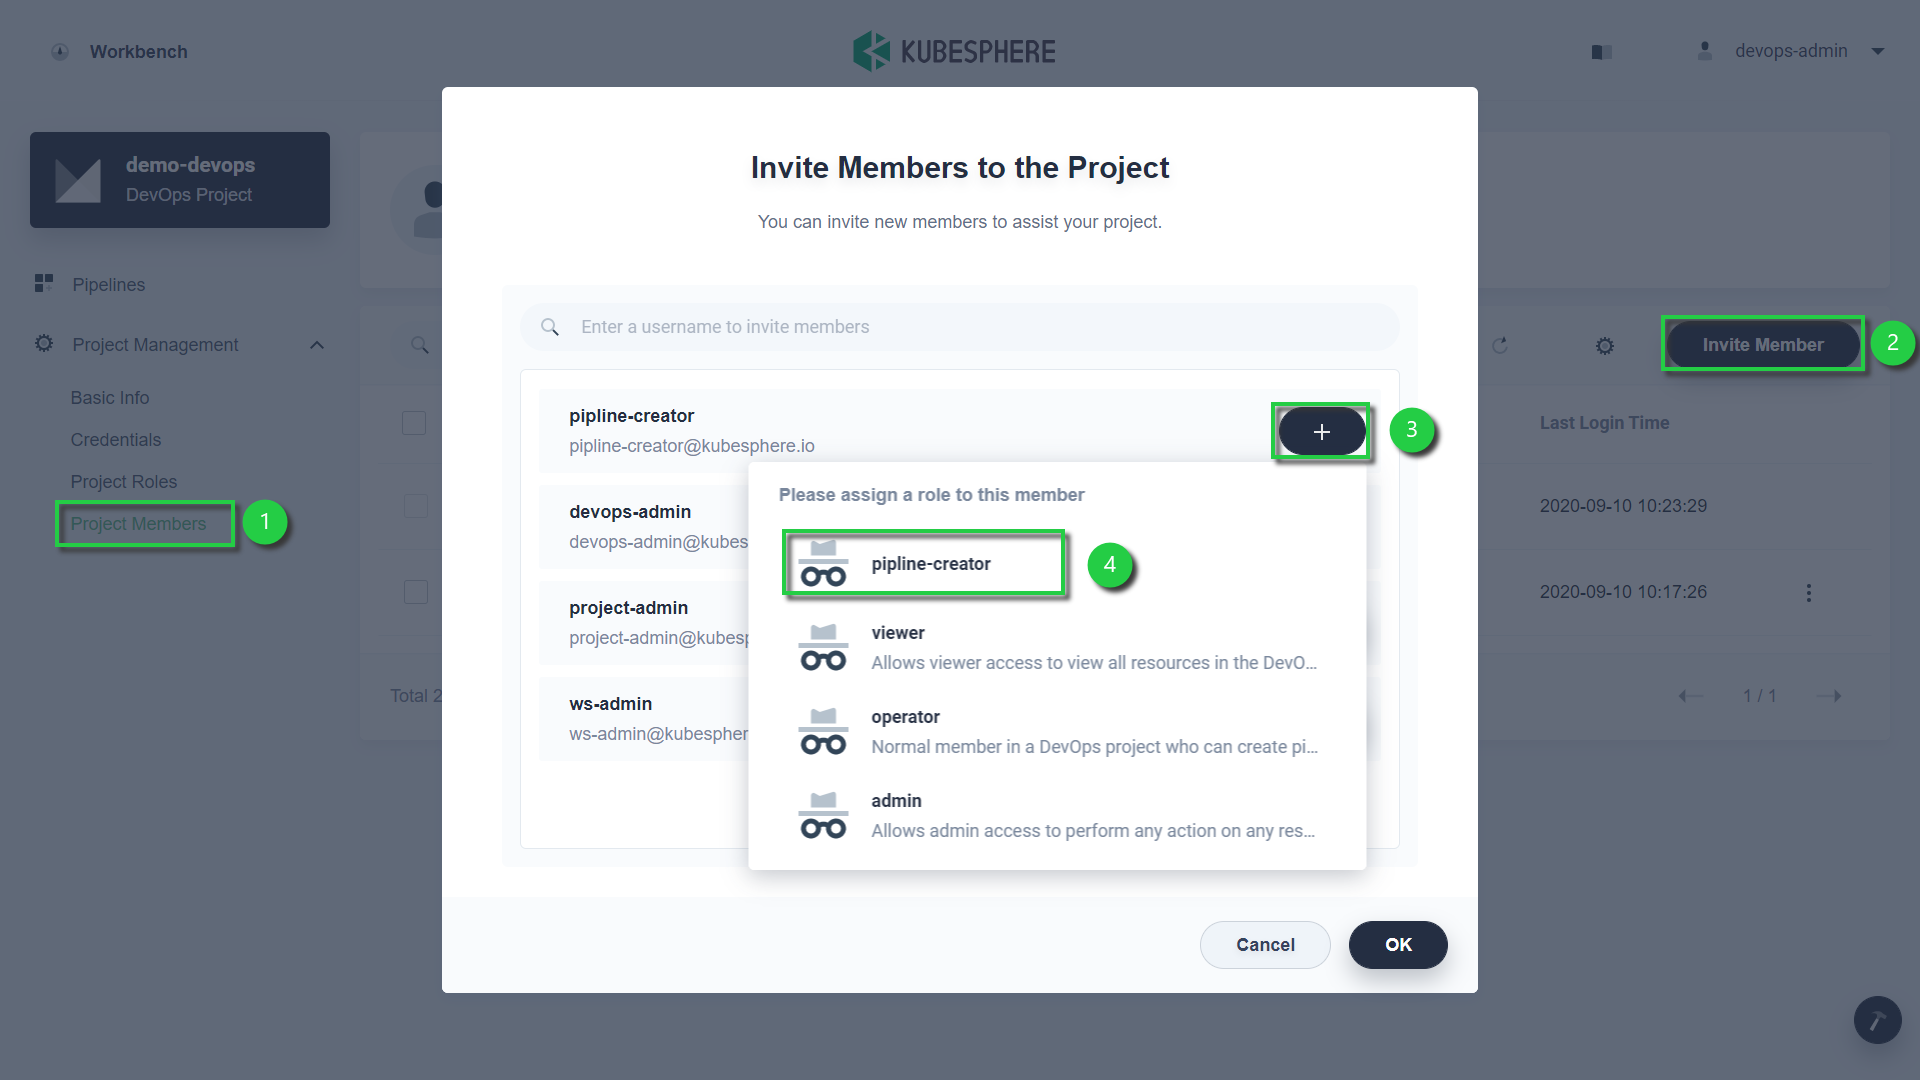 Workbench
KUBESPHERE
devops-admin
demo-devops
DevOps Project
Pipelines
Project Management
Basic Info
Credentials
Project Roles
Project Members
1
Invite Members to the Project
You can invite new members to assist your project.
Enter a username to invite members
pipline-creator
pipline-creator@kubesphere.io
3
devops-admin
devops-admin@kubes
project-admin
project-admin@kubesp
ws-admin
ws-admin@kubespher
Please assign a role to this member
pipline-creator
4
viewer
Allows viewer access to view all resources in the DevO...
operator
Normal member in a DevOps project who can create pi...
admin
Allows admin access to perform any action on any res...
Cancel
OK
Invite Member
2
Last Login Time
2020-09-10 10:23:29
2020-09-10 10:17:26
Total 2
1 / 1